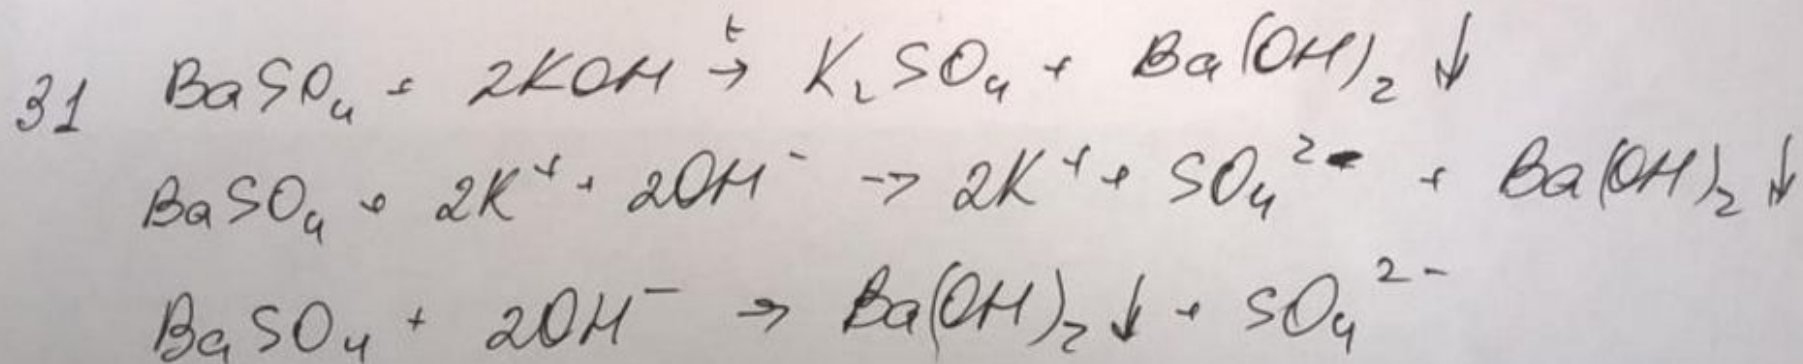 31 BaSO₄ + 2KOH →ᵗ K₂SO₄ + Ba(OH)₂ ↓
BaSO₄ + 2K⁺ + 2OH⁻ → 2K⁺ + SO₄²⁻ + Ba(OH)₂ ↓
BaSO₄ + 2OH⁻ → Ba(OH)₂ ↓ + SO₄²⁻